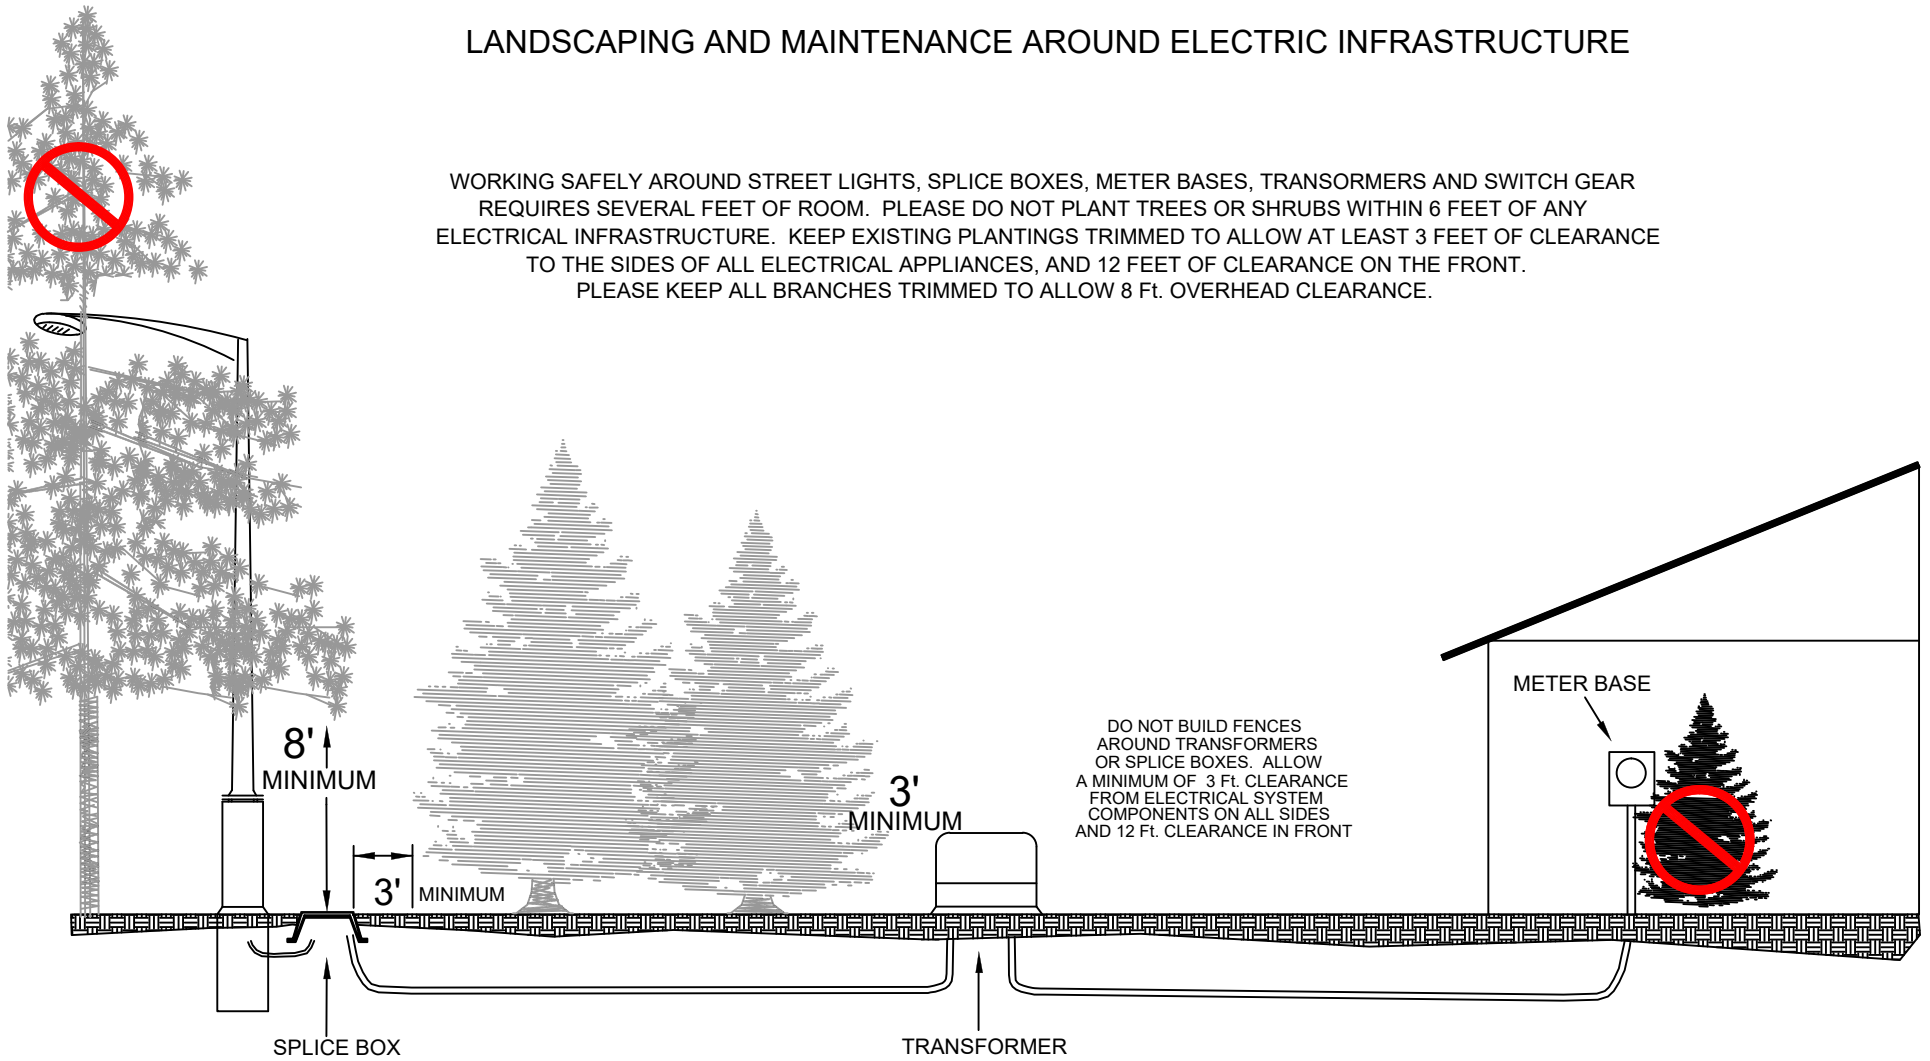 LANDSCAPING AND MAINTENANCE AROUND ELECTRIC INFRASTRUCTURE
WORKING SAFELY AROUND STREET LIGHTS, SPLICE BOXES, METER BASES, TRANSORMERS AND SWITCH GEAR
REQUIRES SEVERAL FEET OF ROOM. PLEASE DO NOT PLANT TREES OR SHRUBS WITHIN 6 FEET OF ANY
ELECTRICAL INFRASTRUCTURE. KEEP EXISTING PLANTINGS TRIMMED TO ALLOW AT LEAST 3 FEET OF CLEARANCE
TO THE SIDES OF ALL ELECTRICAL APPLIANCES, AND 12 FEET OF CLEARANCE ON THE FRONT.
PLEASE KEEP ALL BRANCHES TRIMMED TO ALLOW 8 Ft. OVERHEAD CLEARANCE.
METER BASE
8'
MINIMUM
3'
MINIMUM
DO NOT BUILD FENCES
AROUND TRANSFORMERS
OR SPLICE BOXES. ALLOW
A MINIMUM OF 3 Ft. CLEARANCE
FROM ELECTRICAL SYSTEM
COMPONENTS ON ALL SIDES
AND 12 Ft. CLEARANCE IN FRONT
3' MINIMUM
SPLICE BOX
TRANSFORMER